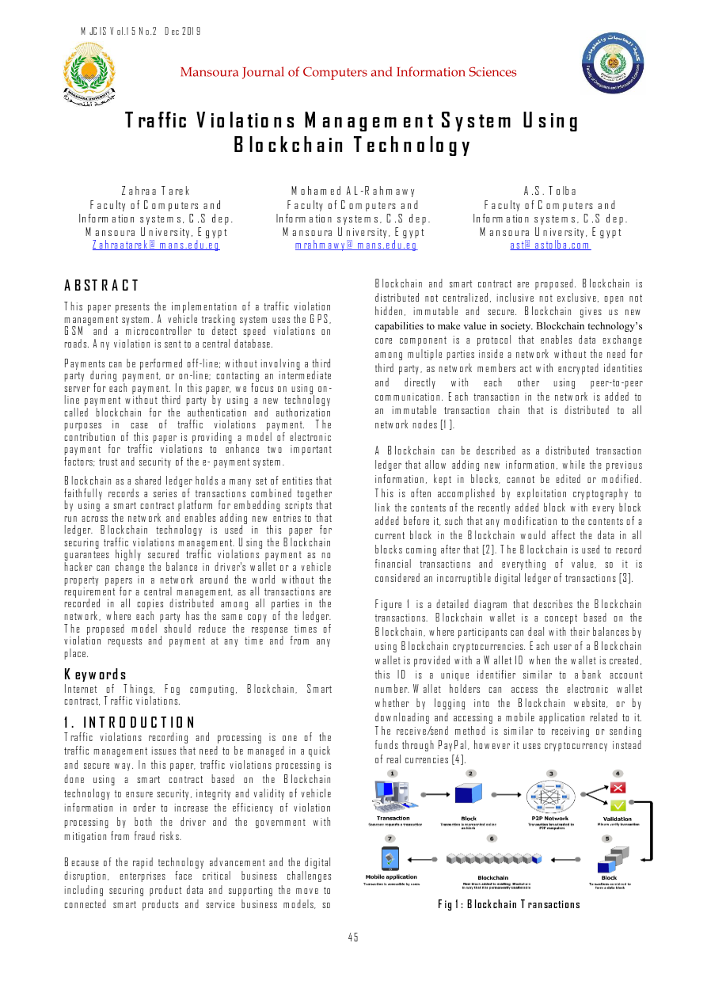 MJCIS Vol.15 No.2 Dec 2019
Mansoura Journal of Computers and Information Sciences
MANSOURA UNIVERSITY
Traffic Violations Management System Using
Blockchain Technology
Zahraa Tarek
Faculty of Computers and
Information systems, C.S dep.
Mansoura University, Egypt
Zahraatarek@mans.edu.eg
Mohamed AL-Rahmawy
Faculty of Computers and
Information systems, C.S dep.
Mansoura University, Egypt
mrahmawy@mans.edu.eg
A.S. Tolba
Faculty of Computers and
Information systems, C.S dep.
Mansoura University, Egypt
ast@astolba.com
ABSTRACT
This paper presents the implementation of a traffic violation
management system. A vehicle tracking system uses the GPS,
GSM and a microcontroller to detect speed violations on
roads. Any violation is sent to a central database.
Payments can be performed off-line; without involving a third
party during payment, or on-line; contacting an intermediate
server for each payment. In this paper, we focus on using on-
line payment without third party by using a new technology
called blockchain for the authentication and authorization
purposes in case of traffic violations payment. The
contribution of this paper is providing a model of electronic
payment for traffic violations to enhance two important
factors; trust and security of the e- payment system.
Blockchain as a shared ledger holds a many set of entities that
faithfully records a series of transactions combined together
by using a smart contract platform for embedding scripts that
run across the network and enables adding new entries to that
ledger. Blockchain technology is used in this paper for
securing traffic violations management. Using the Blockchain
guarantees highly secured traffic violations payment as no
hacker can change the balance in driver's wallet or a vehicle
property papers in a network around the world without the
requirement for a central management, as all transactions are
recorded in all copies distributed among all parties in the
network, where each party has the same copy of the ledger.
The proposed model should reduce the response times of
violation requests and payment at any time and from any
place.
Keywords
Internet of Things, Fog computing, Blockchain, Smart
contract, Traffic violations.
1. INTRODUCTION
Traffic violations recording and processing is one of the
traffic management issues that need to be managed in a quick
and secure way. In this paper, traffic violations processing is
done using a smart contract based on the Blockchain
technology to ensure security, integrity and validity of vehicle
information in order to increase the efficiency of violation
processing by both the driver and the government with
mitigation from fraud risks.
Because of the rapid technology advancement and the digital
disruption, enterprises face critical business challenges
including securing product data and supporting the move to
connected smart products and service business models, so
Blockchain and smart contract are proposed. Blockchain is
distributed not centralized, inclusive not exclusive, open not
hidden, immutable and secure. Blockchain gives us new
capabilities to make value in society. Blockchain technology’s
core component is a protocol that enables data exchange
among multiple parties inside a network without the need for
third party, as network members act with encrypted identities
and directly with each other using peer-to-peer
communication. Each transaction in the network is added to
an immutable transaction chain that is distributed to all
network nodes [1].
A Blockchain can be described as a distributed transaction
ledger that allow adding new information, while the previous
information, kept in blocks, cannot be edited or modified.
This is often accomplished by exploitation cryptography to
link the contents of the recently added block with every block
added before it, such that any modification to the contents of a
current block in the Blockchain would affect the data in all
blocks coming after that [2]. The Blockchain is used to record
financial transactions and everything of value, so it is
considered an incorruptible digital ledger of transactions [3].
Figure 1 is a detailed diagram that describes the Blockchain
transactions. Blockchain wallet is a concept based on the
Blockchain, where participants can deal with their balances by
using Blockchain cryptocurrencies. Each user of a Blockchain
wallet is provided with a Wallet ID when the wallet is created,
this ID is a unique identifier similar to a bank account
number. Wallet holders can access the electronic wallet
whether by logging into the Blockchain website, or by
downloading and accessing a mobile application related to it.
The receive/send method is similar to receiving or sending
funds through PayPal, however it uses cryptocurrency instead
of real currencies [4].
1 2 3 4
Transaction
Someone requests a transaction
Block
Transaction is represented online
as block
P2P Network
Transaction broadcasted to
P2P computers
Validation
Miners verify transaction
7 6 5
Mobile application
Transaction is accessible by users
Blockchain
New block added to existing Blockchain
in way that it is permanently unalterable
Block
Transactions combined to
form a data block
Fig 1: Blockchain Transactions
45